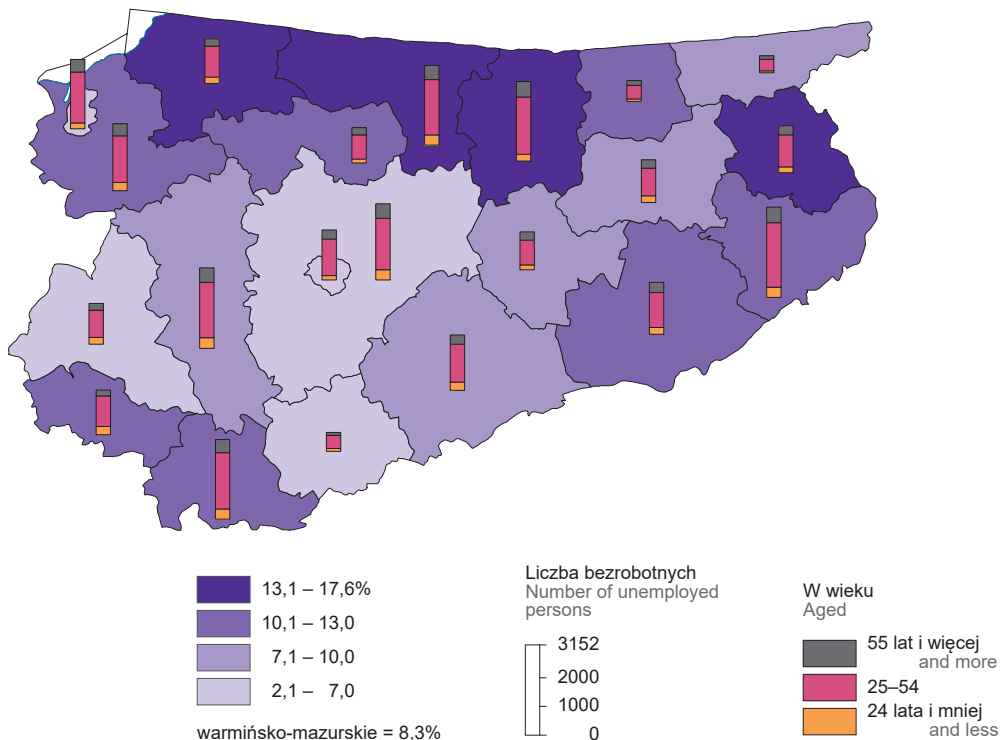 13,1 – 17,6%
10,1 – 13,0
7,1 – 10,0
2,1 – 7,0
warmińsko-mazurskie = 8,3%
Liczba bezrobotnych
Number of unemployed
persons
3152
2000
1000
0
W wieku
Aged
55 lat i więcej
and more
25–54
24 lata i mniej
and less